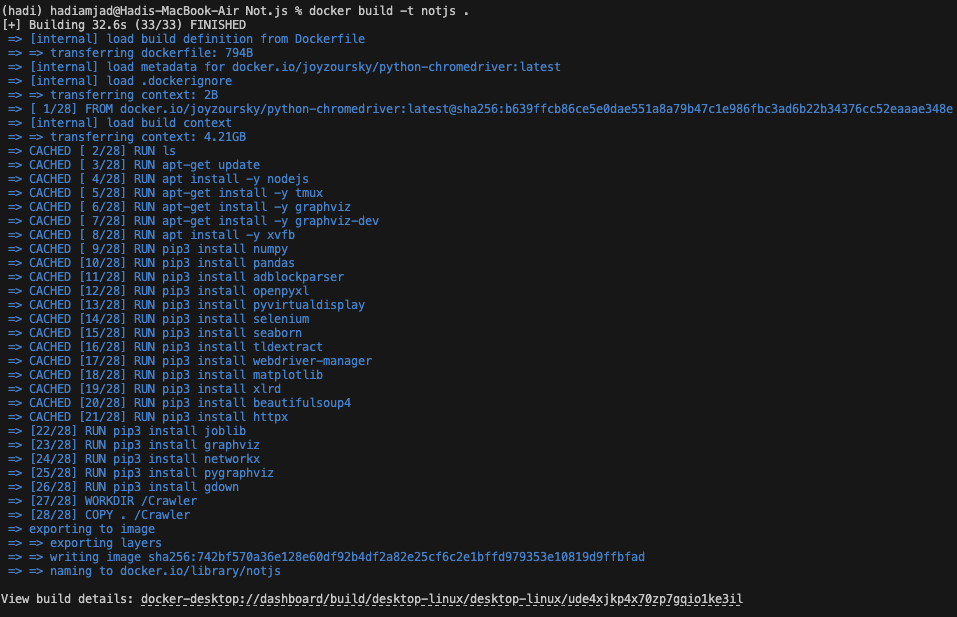 (hadi) hadiamjad@Hadis-MacBook-Air Not.js % docker build -t notjs .
[+] Building 32.6s (33/33) FINISHED
=> [internal] load build definition from Dockerfile
=> => transferring dockerfile: 794B
=> [internal] load metadata for docker.io/joyzoursky/python-chromedriver:latest
=> [internal] load .dockerignore
=> => transferring context: 2B
=> [ 1/28] FROM docker.io/joyzoursky/python-chromedriver:latest@sha256:b639ffcb86ce5e0dae551a8a79b47c1e986fbc3ad6b22b34376cc52eaaae348e
=> [internal] load build context
=> => transferring context: 4.21GB
=> CACHED [ 2/28] RUN ls
=> CACHED [ 3/28] RUN apt-get update
=> CACHED [ 4/28] RUN apt install -y nodejs
=> CACHED [ 5/28] RUN apt-get install -y tmux
=> CACHED [ 6/28] RUN apt-get install -y graphviz
=> CACHED [ 7/28] RUN apt-get install -y graphviz-dev
=> CACHED [ 8/28] RUN apt install -y xvfb
=> CACHED [ 9/28] RUN pip3 install numpy
=> CACHED [10/28] RUN pip3 install pandas
=> CACHED [11/28] RUN pip3 install adblockparser
=> CACHED [12/28] RUN pip3 install openpyxl
=> CACHED [13/28] RUN pip3 install pyvirtualdisplay
=> CACHED [14/28] RUN pip3 install selenium
=> CACHED [15/28] RUN pip3 install seaborn
=> CACHED [16/28] RUN pip3 install tldextract
=> CACHED [17/28] RUN pip3 install webdriver-manager
=> CACHED [18/28] RUN pip3 install matplotlib
=> CACHED [19/28] RUN pip3 install xlrd
=> CACHED [20/28] RUN pip3 install beautifulsoup4
=> CACHED [21/28] RUN pip3 install httpx
=> [22/28] RUN pip3 install joblib
=> [23/28] RUN pip3 install graphviz
=> [24/28] RUN pip3 install networkx
=> [25/28] RUN pip3 install pygraphviz
=> [26/28] RUN pip3 install gdown
=> [27/28] WORKDIR /Crawler
=> [28/28] COPY . /Crawler
=> exporting to image
=> => exporting layers
=> => writing image sha256:742bf570a36e128e60df92b4df2a82e25cf6c2e1bffd979353e10819d9ffbfad
=> => naming to docker.io/library/notjs
View build details: docker-desktop://dashboard/build/desktop-linux/desktop-linux/ude4xjkp4x70zp7gqio1ke3il